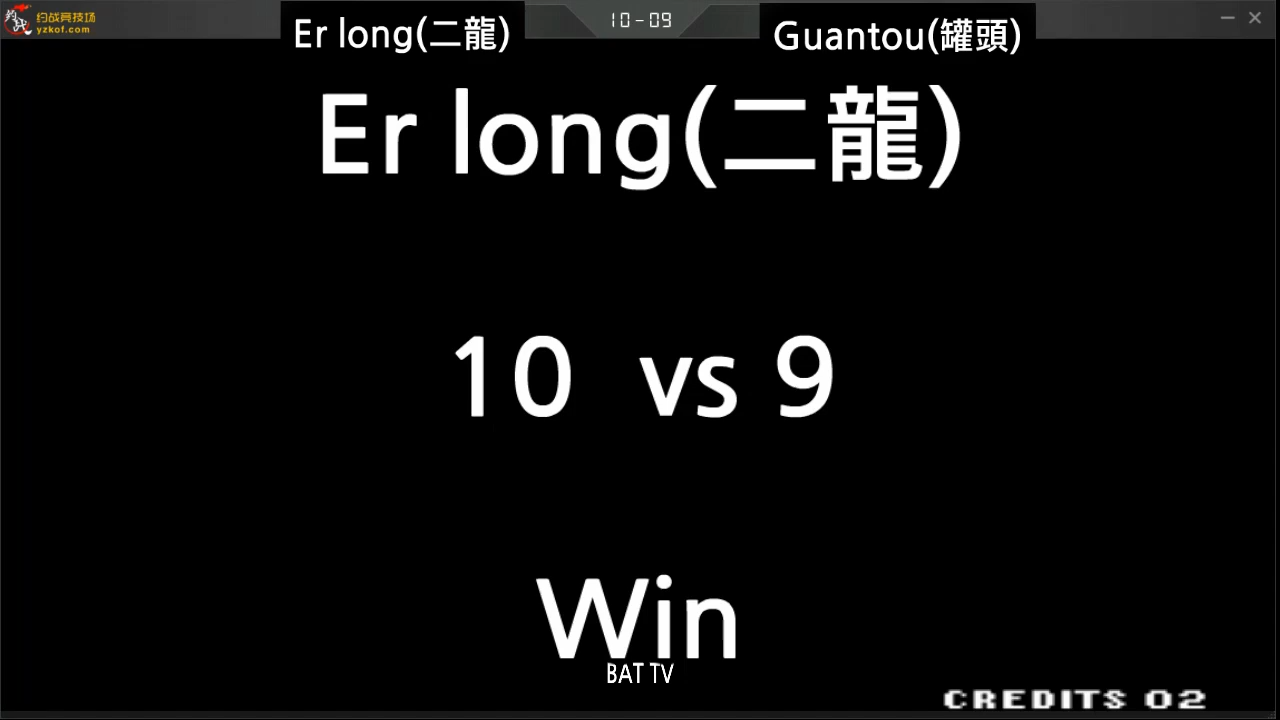 约战竞技场
yzkof.com
Er long(二龍)
10-09
Guantou(罐頭)
Er long(二龍)
10 vs 9
Win
BAT TV
CREDITS 02